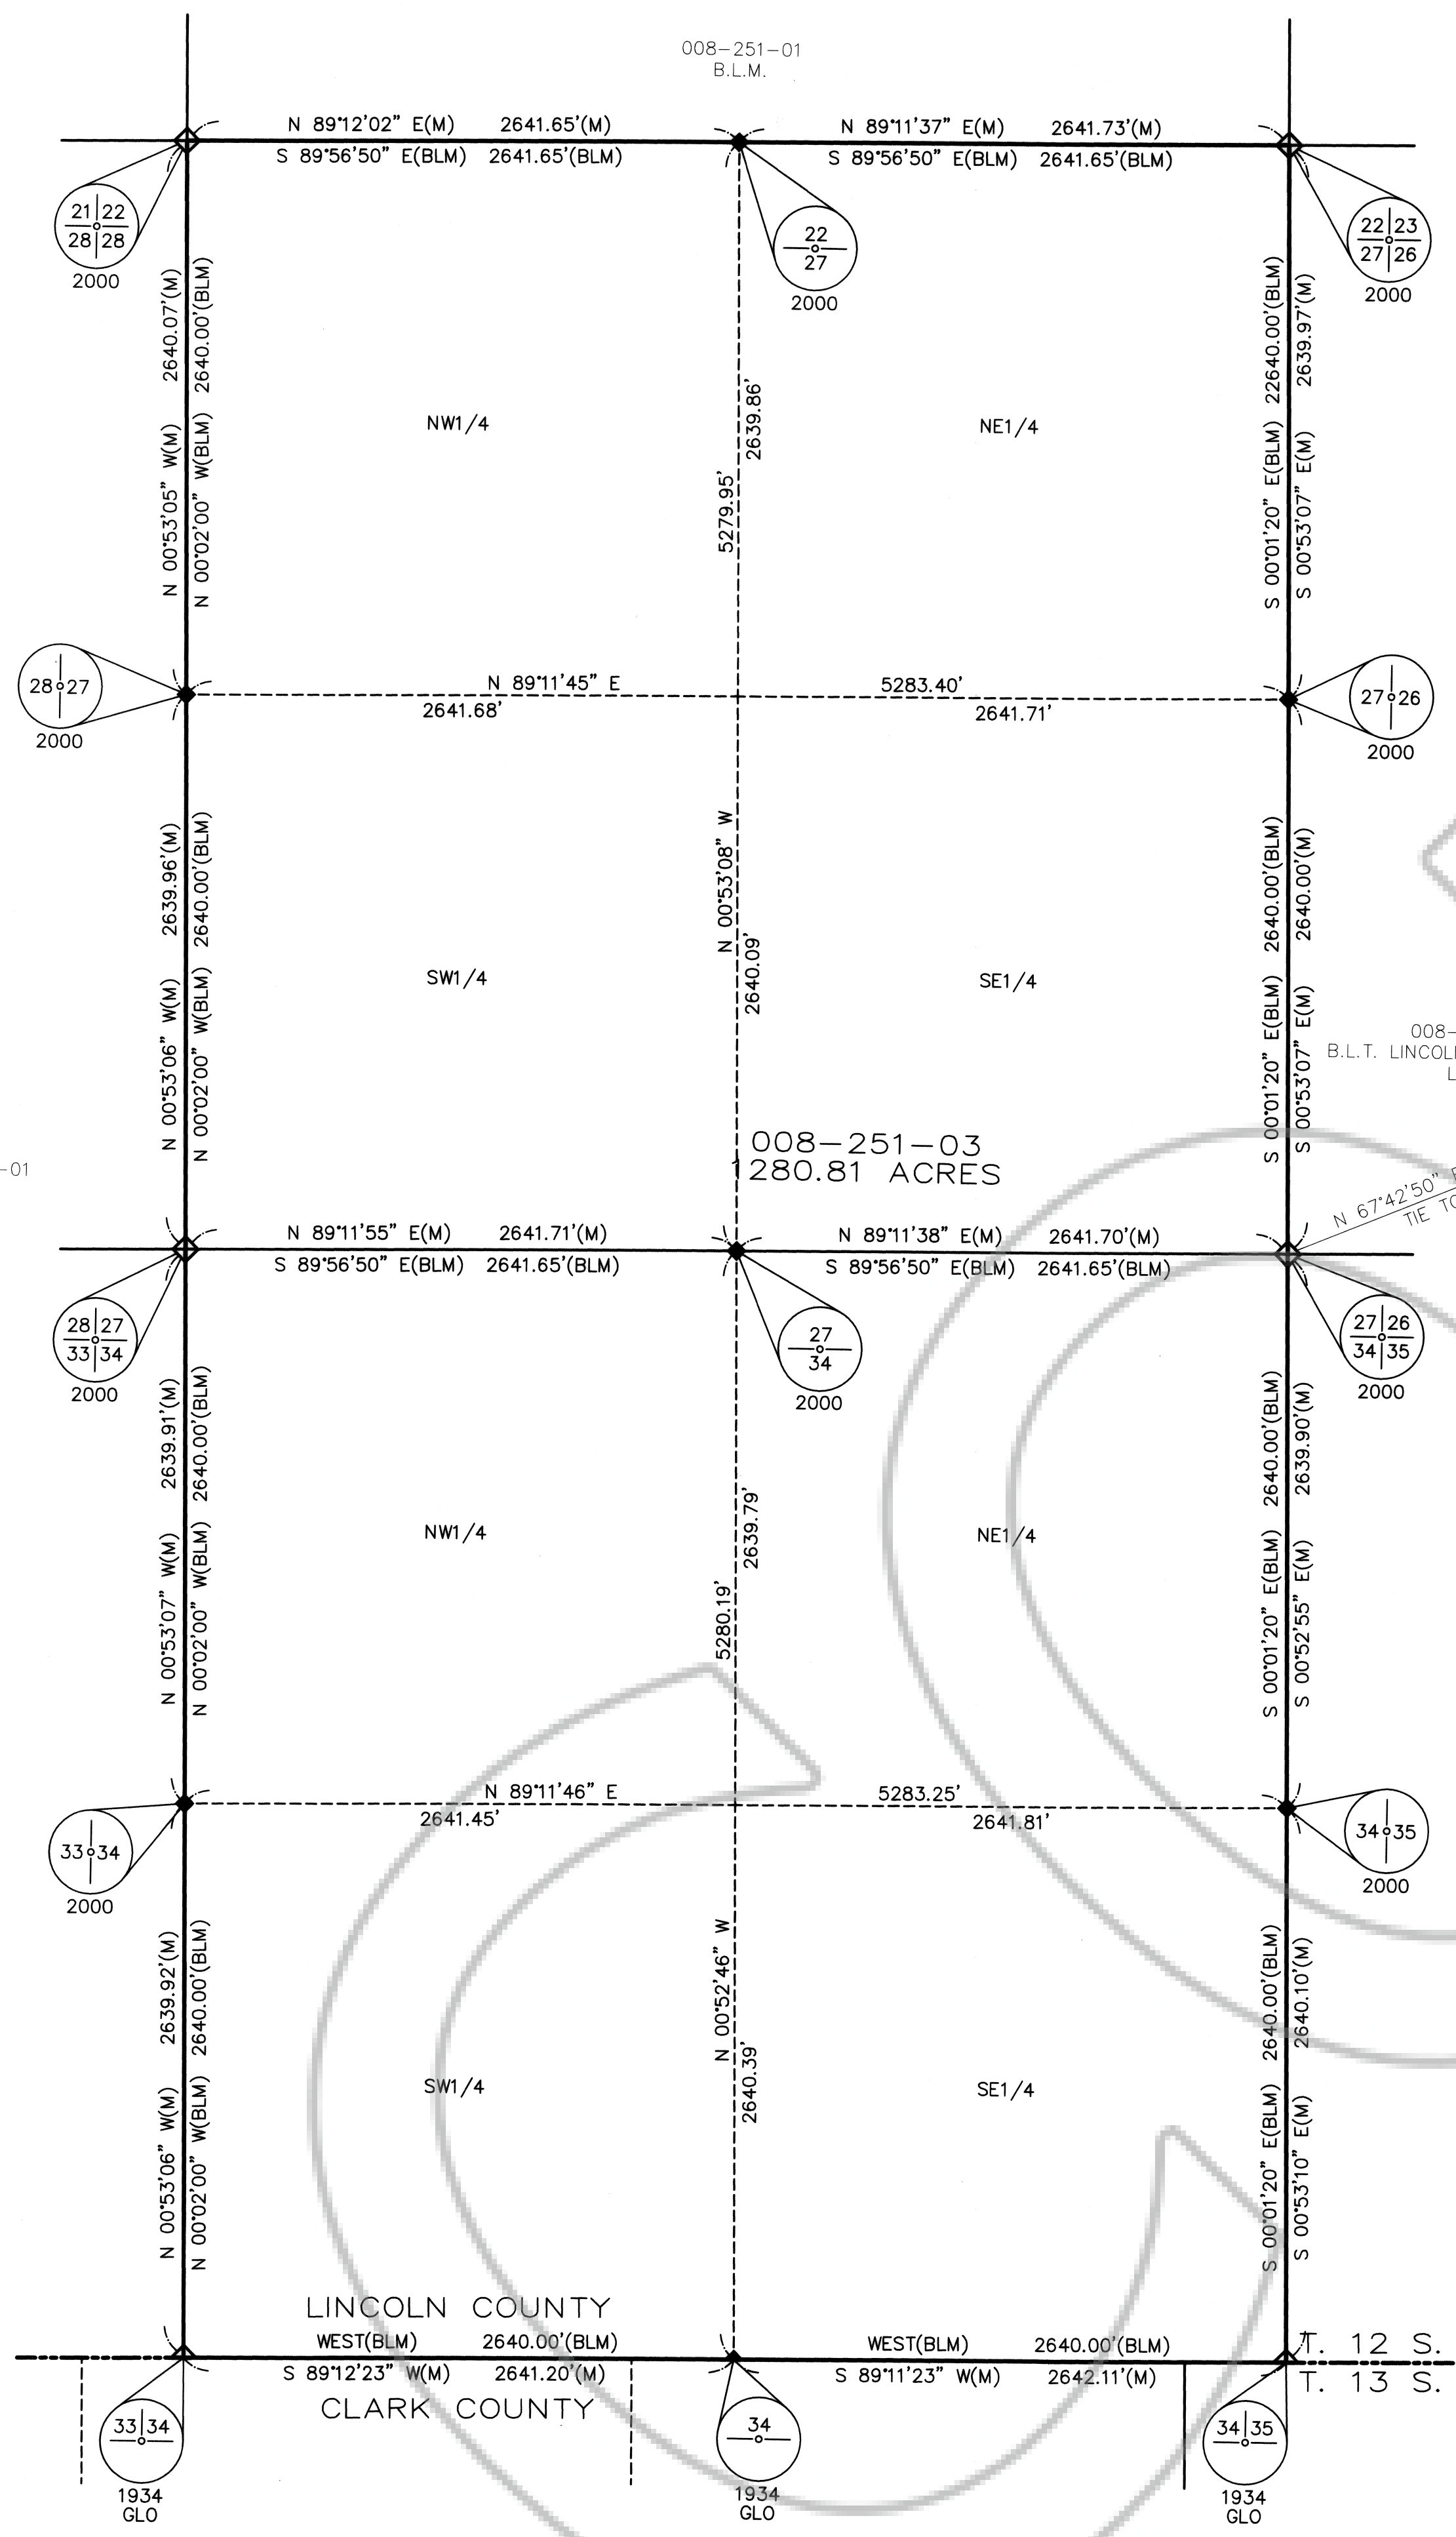 008-251-01
B.L.M.
N 89°12'02" E(M) 2641.65'(M)
S 89°56'50" E(BLM) 2641.65'(BLM)
N 89°11'37" E(M) 2641.73'(M)
S 89°56'50" E(BLM) 2641.65'(BLM)
21 22
28 28
2000
22
27
2000
22 23
27 26
2000
N 00°53'05" W(M) 2640.07'(M)
N 00°02'00" W(BLM) 2640.00'(BLM)
NW1/4
5279.95'
2639.86'
NE1/4
S 00°01'20" E(BLM) 22640.00'(BLM)
S 00°53'07" E(M) 2639.97'(M)
28 27
2000
N 89°11'45" E 5283.40'
2641.68' 2641.71'
27 26
2000
N 00°53'06" W(M) 2639.96'(M)
N 00°02'00" W(BLM) 2640.00'(BLM)
SW1/4
N 00°53'08" W
2640.09'
SE1/4
S 00°01'20" E(BLM) 2640.00'(BLM)
S 00°53'07" E(M) 2640.00'(M)
008-
B.L.T. LINCOL
L
-01
008-251-03
1280.81 ACRES
N 67°42'50" E
TIE TO
N 89°11'55" E(M) 2641.71'(M)
S 89°56'50" E(BLM) 2641.65'(BLM)
N 89°11'38" E(M) 2641.70'(M)
S 89°56'50" E(BLM) 2641.65'(BLM)
28 27
33 34
2000
27
34
2000
27 26
34 35
2000
N 00°53'07" W(M) 2639.91'(M)
N 00°02'00" W(BLM) 2640.00'(BLM)
NW1/4
5280.19'
2639.79'
NE1/4
S 00°01'20" E(BLM) 2640.00'(BLM)
S 00°52'55" E(M) 2639.90'(M)
33 34
2000
N 89°11'46" E 5283.25'
2641.45' 2641.81'
34 35
2000
N 00°53'06" W(M) 2639.92'(M)
N 00°02'00" W(BLM) 2640.00'(BLM)
SW1/4
N 00°52'46" W
2640.39'
SE1/4
S 00°01'20" E(BLM) 2640.00'(BLM)
S 00°53'10" E(M) 2640.10'(M)
LINCOLN COUNTY
WEST(BLM) 2640.00'(BLM)
S 89°12'23" W(M) 2641.20'(M)
CLARK COUNTY
WEST(BLM) 2640.00'(BLM)
S 89°11'23" W(M) 2642.11'(M)
T. 12 S.
T. 13 S.
33 34
1934
GLO
34
1934
GLO
34 35
1934
GLO